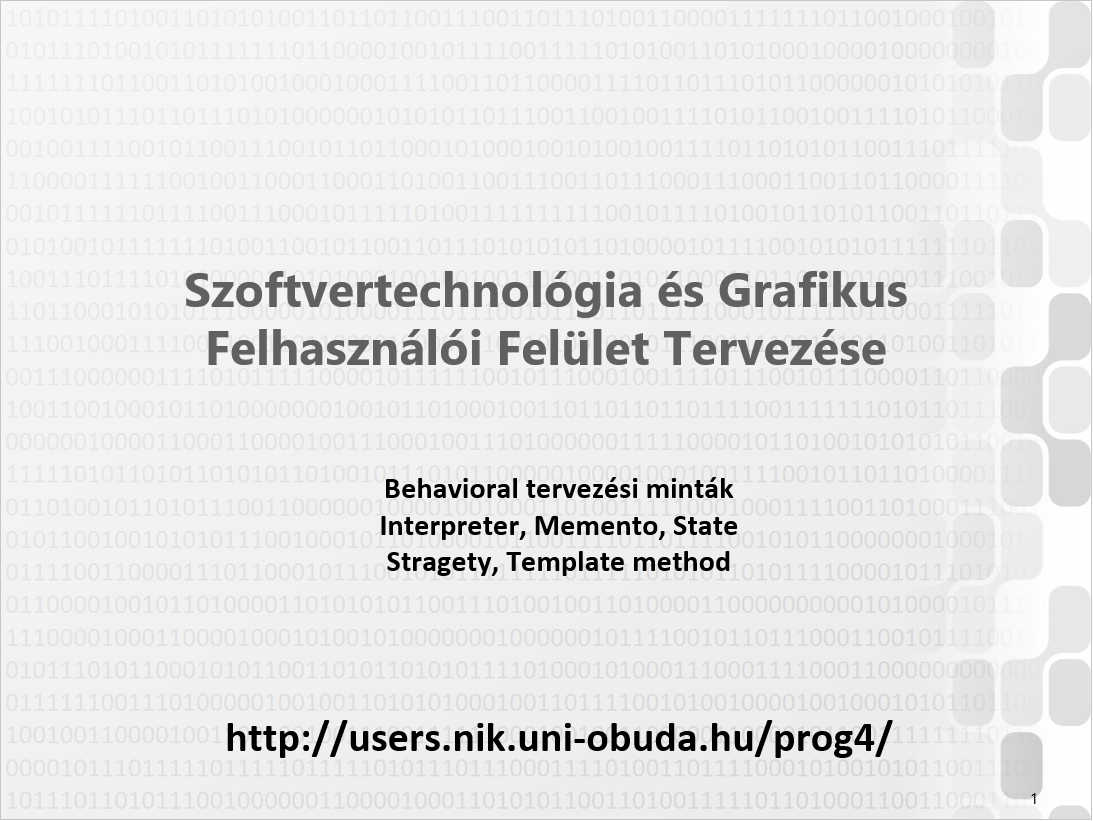 Szoftvertechnológia és Grafikus
Felhasználói Felület Tervezése
Behavioral tervezési minták
Interpreter, Memento, State
Stragety, Template method
http://users.nik.uni-obuda.hu/prog4/
1